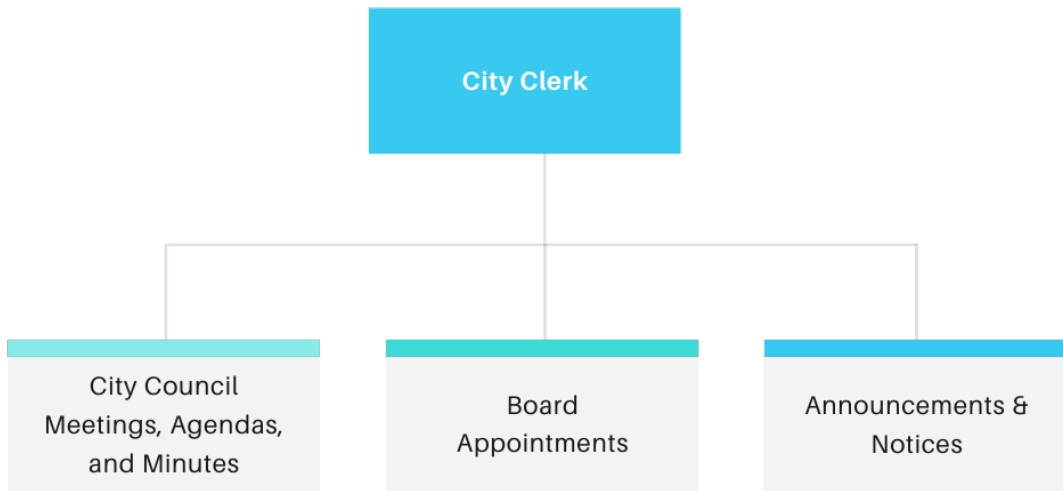 City Clerk
City Council
Meetings, Agendas,
and Minutes
Board
Appointments
Announcements &
Notices